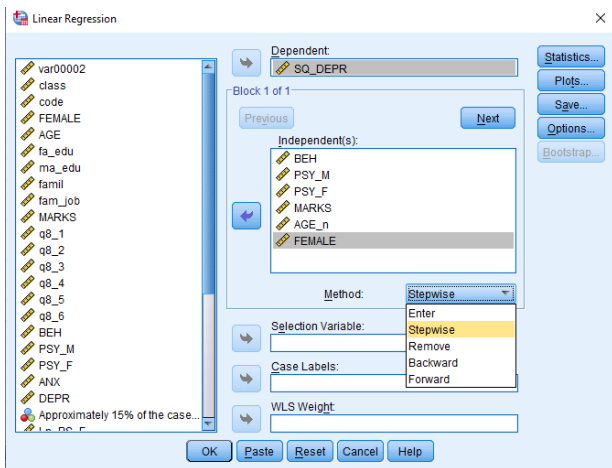 Linear Regression
var00002
class
code
FEMALE
AGE
fa_edu
ma_edu
famil
fam_job
MARKS
q8_1
q8_2
q8_3
q8_4
q8_5
q8_6
BEH
PSY_M
PSY_F
ANX
DEPR
Approximately 15% of the case...
Dependent:
SQ_DEPR
Block 1 of 1
Previous
Next
Independent(s):
BEH
PSY_M
PSY_F
MARKS
AGE_n
FEMALE
Method:
Stepwise
Enter
Stepwise
Remove
Backward
Forward
Selection Variable:
Case Labels:
WLS Weight:
Statistics...
Plots...
Save...
Options...
Bootstrap...
OK
Paste
Reset
Cancel
Help